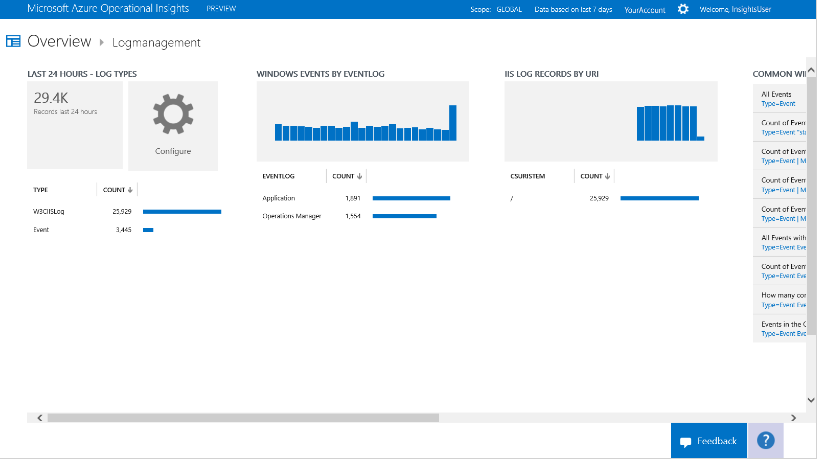 Microsoft Azure Operational Insights PREVIEW Scope: GLOBAL Data based on last 7 days YourAccount Welcome, InsightsUser
Overview Logmanagement
LAST 24 HOURS - LOG TYPES
29.4K
Records last 24 hours
Configure
TYPE COUNT
W3CIISLog 25,929
Event 3,445
WINDOWS EVENTS BY EVENTLOG
EVENTLOG COUNT
Application 1,891
Operations Manager 1,554
IIS LOG RECORDS BY URI
CSURISTEM COUNT
/ 25,929
COMMON WI
All Events
Type=Event
Count of Even
Type=Event "sta
Count of Even
Type=Event | M
Count of Even
Type=Event | M
Count of Even
Type=Event | M
All Events with
Type=Event Eve
Count of Even
Type=Event Eve
How many con
Type=Event Eve
Events in the O
Type=Event Eve
Feedback ?